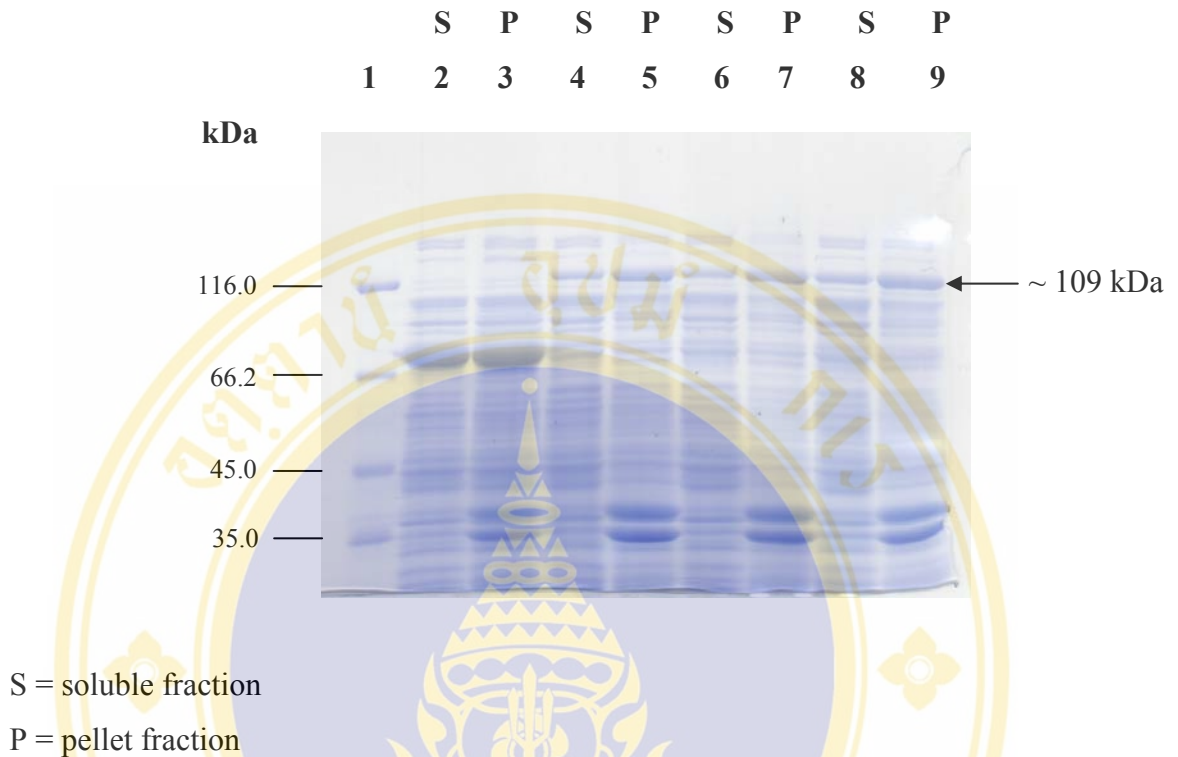 S P S P S P S P
1 2 3 4 5 6 7 8 9
kDa
116.0
~ 109 kDa
66.2
45.0
35.0
S = soluble fraction
P = pellet fraction